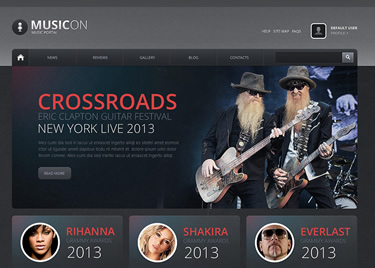 MUSICON
MUSIC PORTAL
HELP SITE MAP FAQS
DEFAULT USER
PROFILE
NEWS REVIEWS GALLERY BLOG CONTACTS
CROSSROADS
ERIC CLAPTON GUITAR FESTIVAL
NEW YORK LIVE 2013
READ MORE
RIHANNA
GRAMMY AWARDS
2013
SHAKIRA
GRAMMY AWARDS
2013
EVERLAST
GRAMMY AWARDS
2013